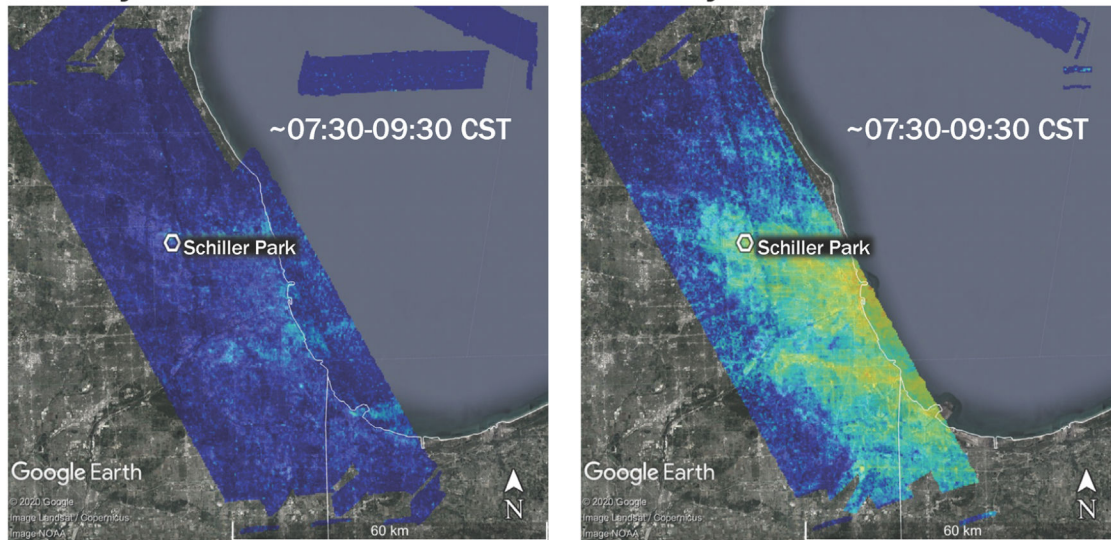 ~07:30-09:30 CST
Schiller Park
Google Earth
© 2020 Google
Image Landsat / Copernicus
Image NOAA
N
60 km
~07:30-09:30 CST
Schiller Park
Google Earth
© 2020 Google
Image Landsat / Copernicus
Image NOAA
N
60 km